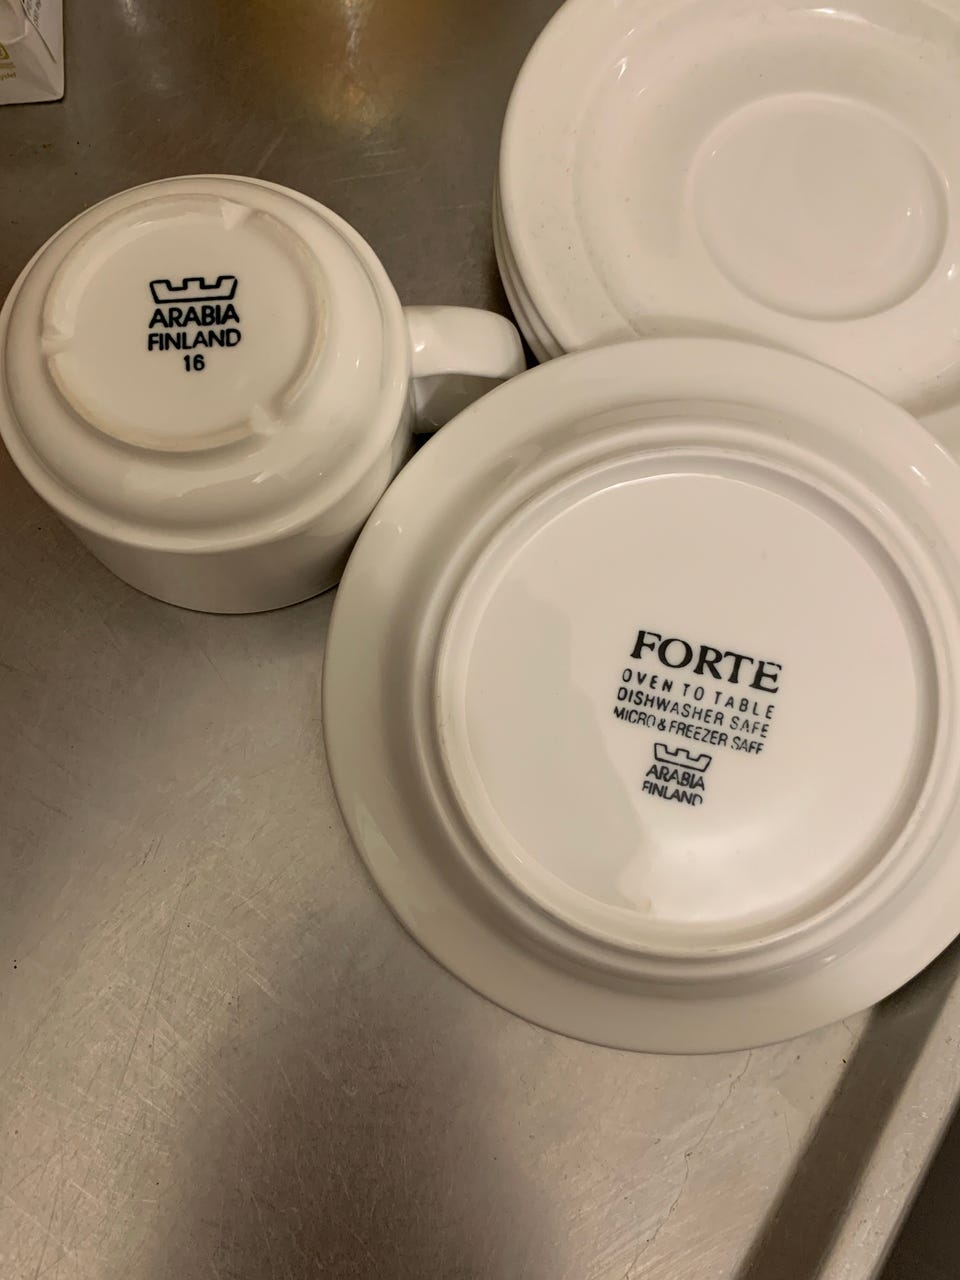 ARABIA
FINLAND
16
FORTE
OVEN TO TABLE
DISHWASHER SAFE
MICRO & FREEZER SAFE
ARABIA
FINLAND